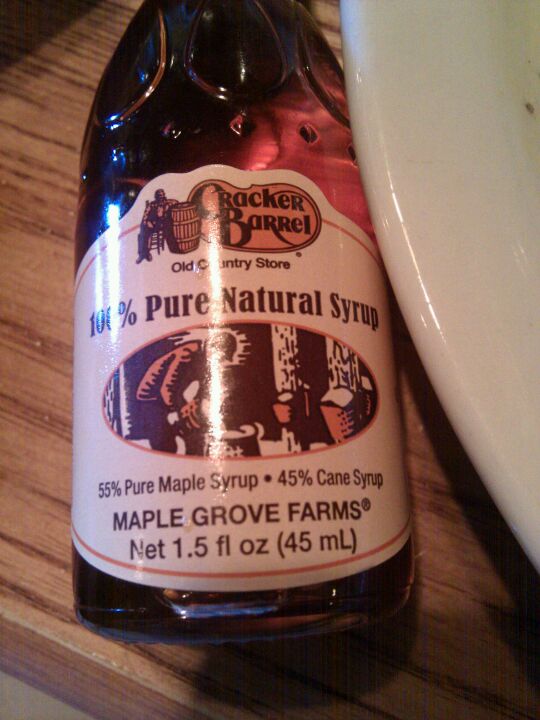 Cracker
Barrel
Old Country Store®
100% Pure Natural Syrup
55% Pure Maple Syrup • 45% Cane Syrup
MAPLE GROVE FARMS®
Net 1.5 fl oz (45 mL)